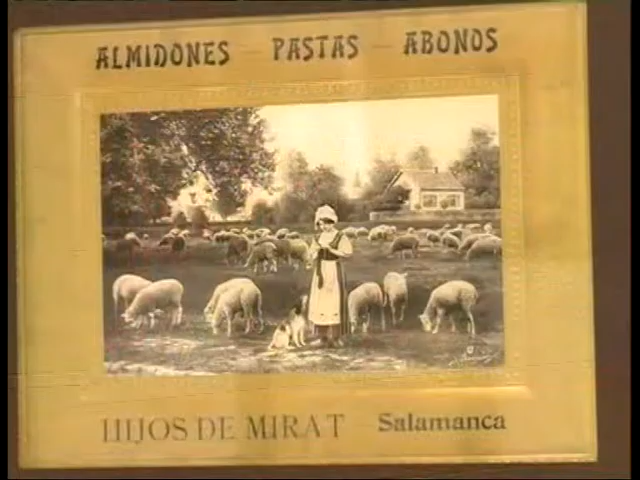 ALMIDONES — PASTAS — ABONOS
HIJOS DE MIRAT — Salamanca